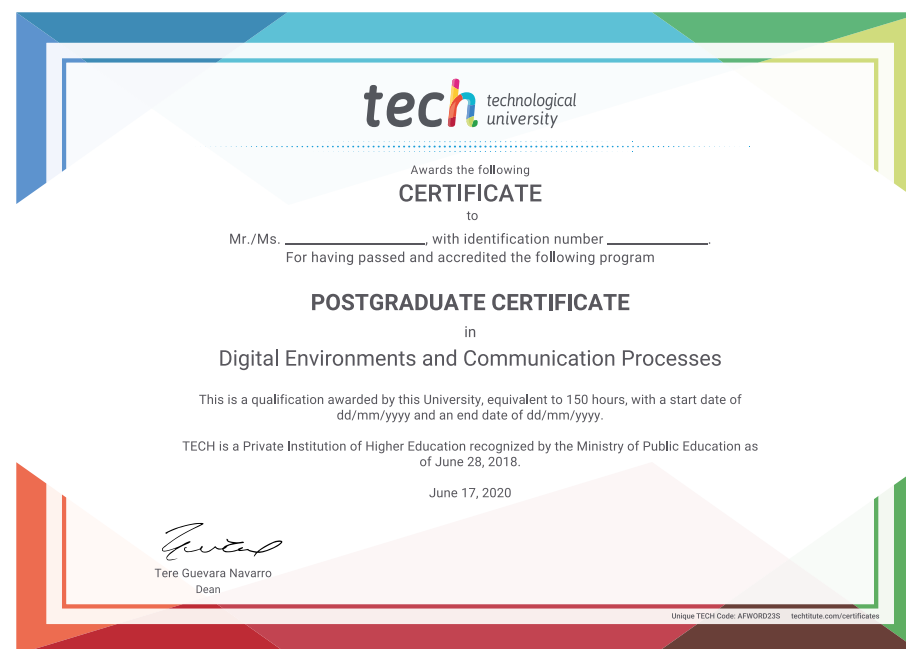 tech technological
university
Awards the following
CERTIFICATE
to
Mr./Ms. ____________________, with identification number ______________.
For having passed and accredited the following program
POSTGRADUATE CERTIFICATE
in
Digital Environments and Communication Processes
This is a qualification awarded by this University, equivalent to 150 hours, with a start date of
dd/mm/yyyy and an end date of dd/mm/yyyy.
TECH is a Private Institution of Higher Education recognized by the Ministry of Public Education as
of June 28, 2018.
June 17, 2020
Tere Guevara Navarro
Dean
Unique TECH Code: AFWORD23S techtitute.com/certificates